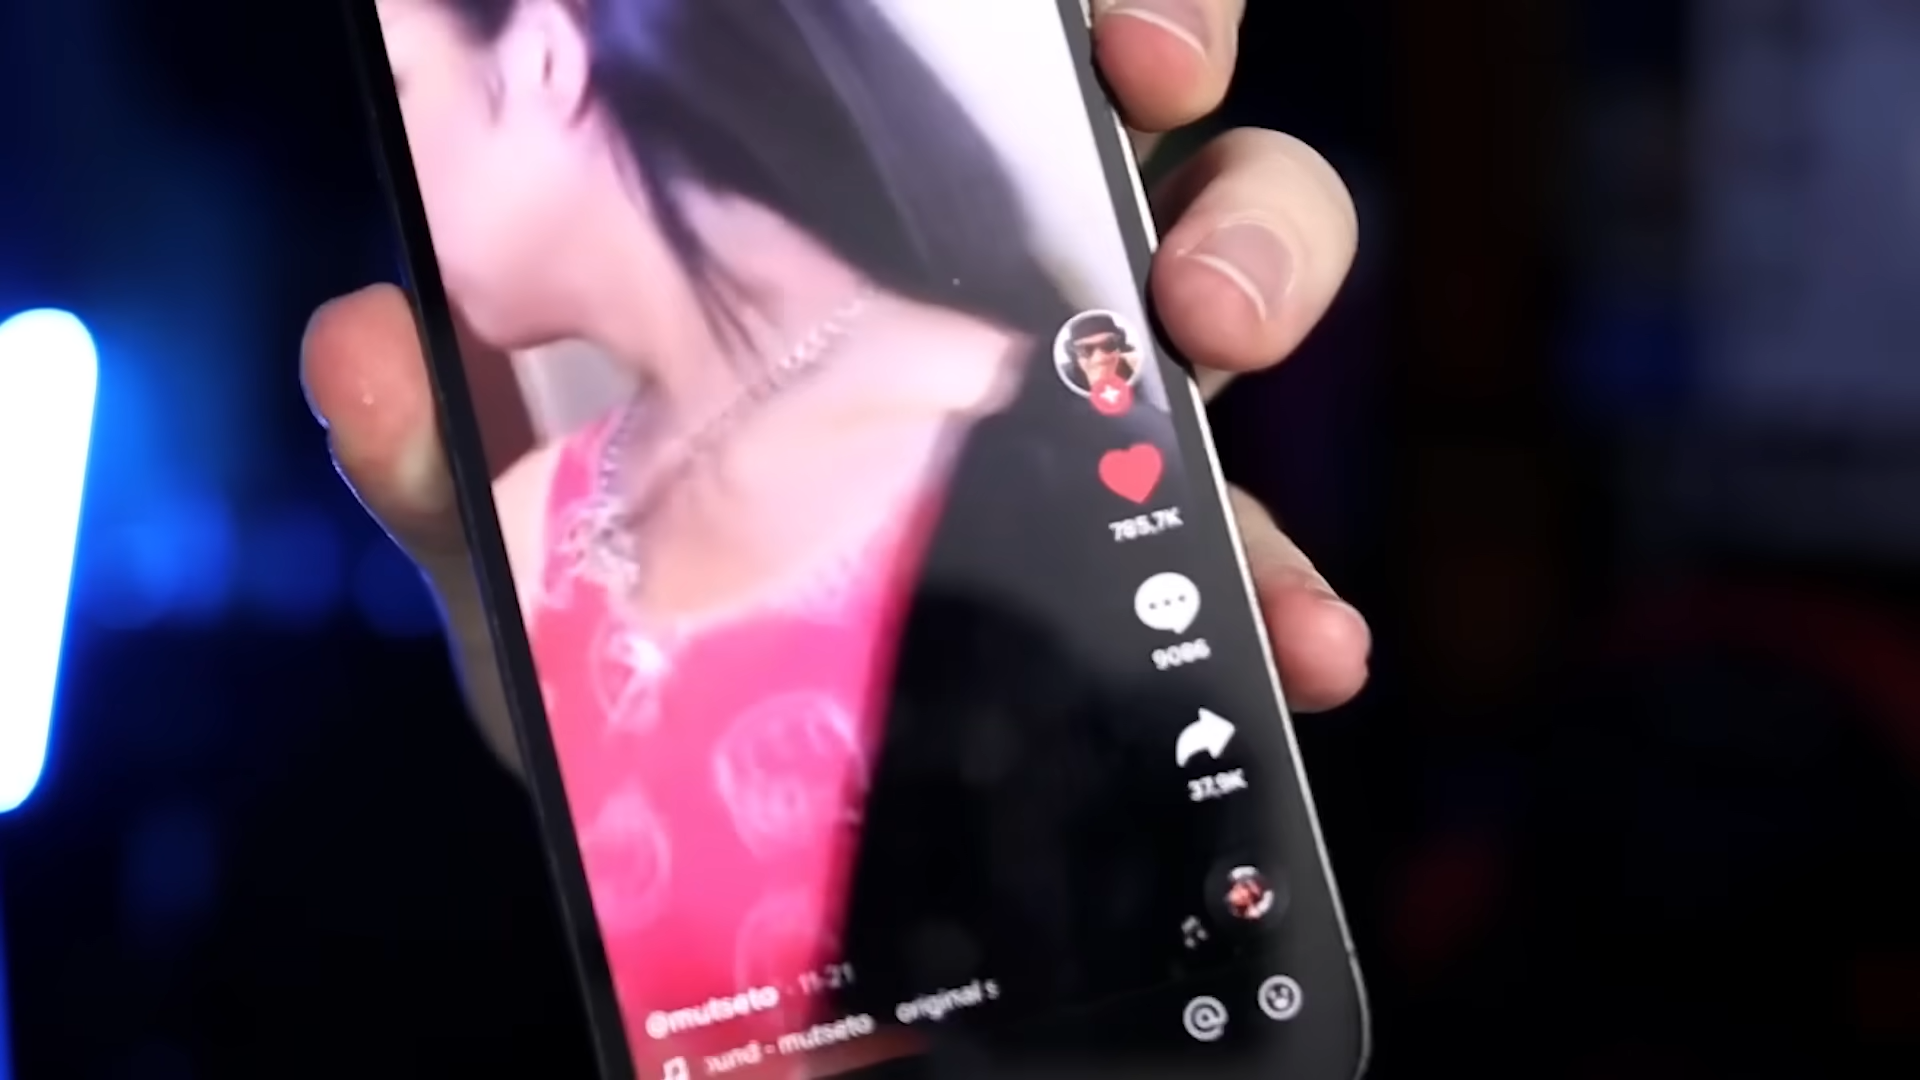 785,7K
9086
37,9K
@mutseto · 11-21
ound - mutseto original s